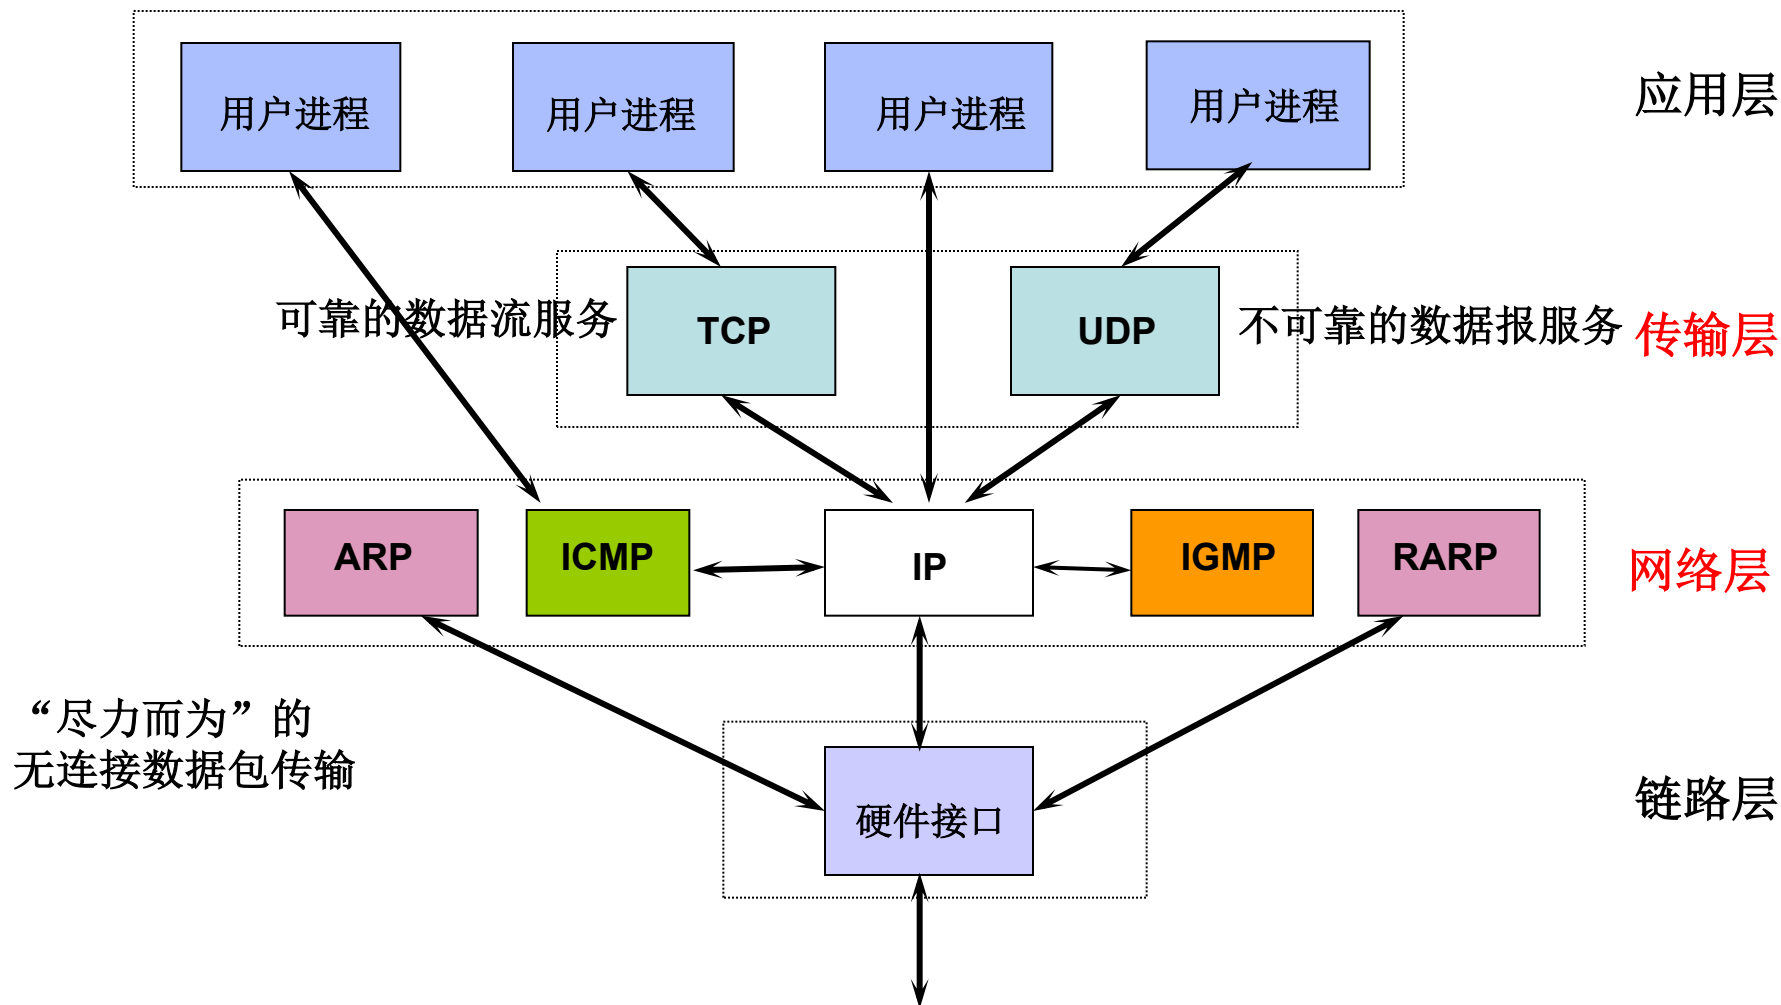 用户进程 用户进程 用户进程 用户进程 应用层
可靠的数据流服务 TCP UDP 不可靠的数据报服务 传输层
ARP ICMP IP IGMP RARP 网络层
“尽力而为”的
无连接数据包传输
硬件接口 链路层